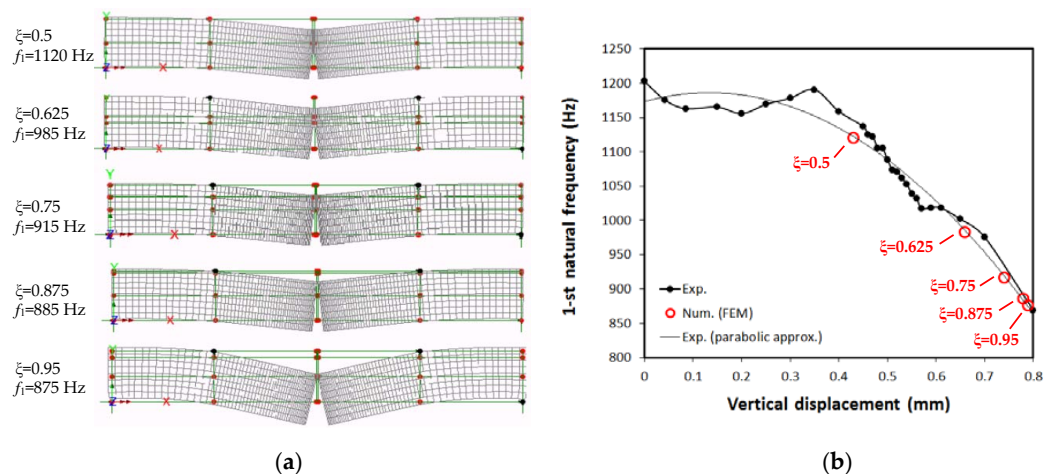 ξ=0.5
f₁=1120 Hz
ξ=0.625
f₁=985 Hz
ξ=0.75
f₁=915 Hz
ξ=0.875
f₁=885 Hz
ξ=0.95
f₁=875 Hz
Y
Z
X
Z
X
Y
Z
X
Y
Z
X
Z
X
(a)
1-st natural frequency (Hz)
1250
1200
1150
1100
1050
1000
950
900
850
800
ξ=0.5
ξ=0.625
ξ=0.75
ξ=0.875
ξ=0.95
Exp.
Num. (FEM)
Exp. (parabolic approx.)
0 0.1 0.2 0.3 0.4 0.5 0.6 0.7 0.8
Vertical displacement (mm)
(b)